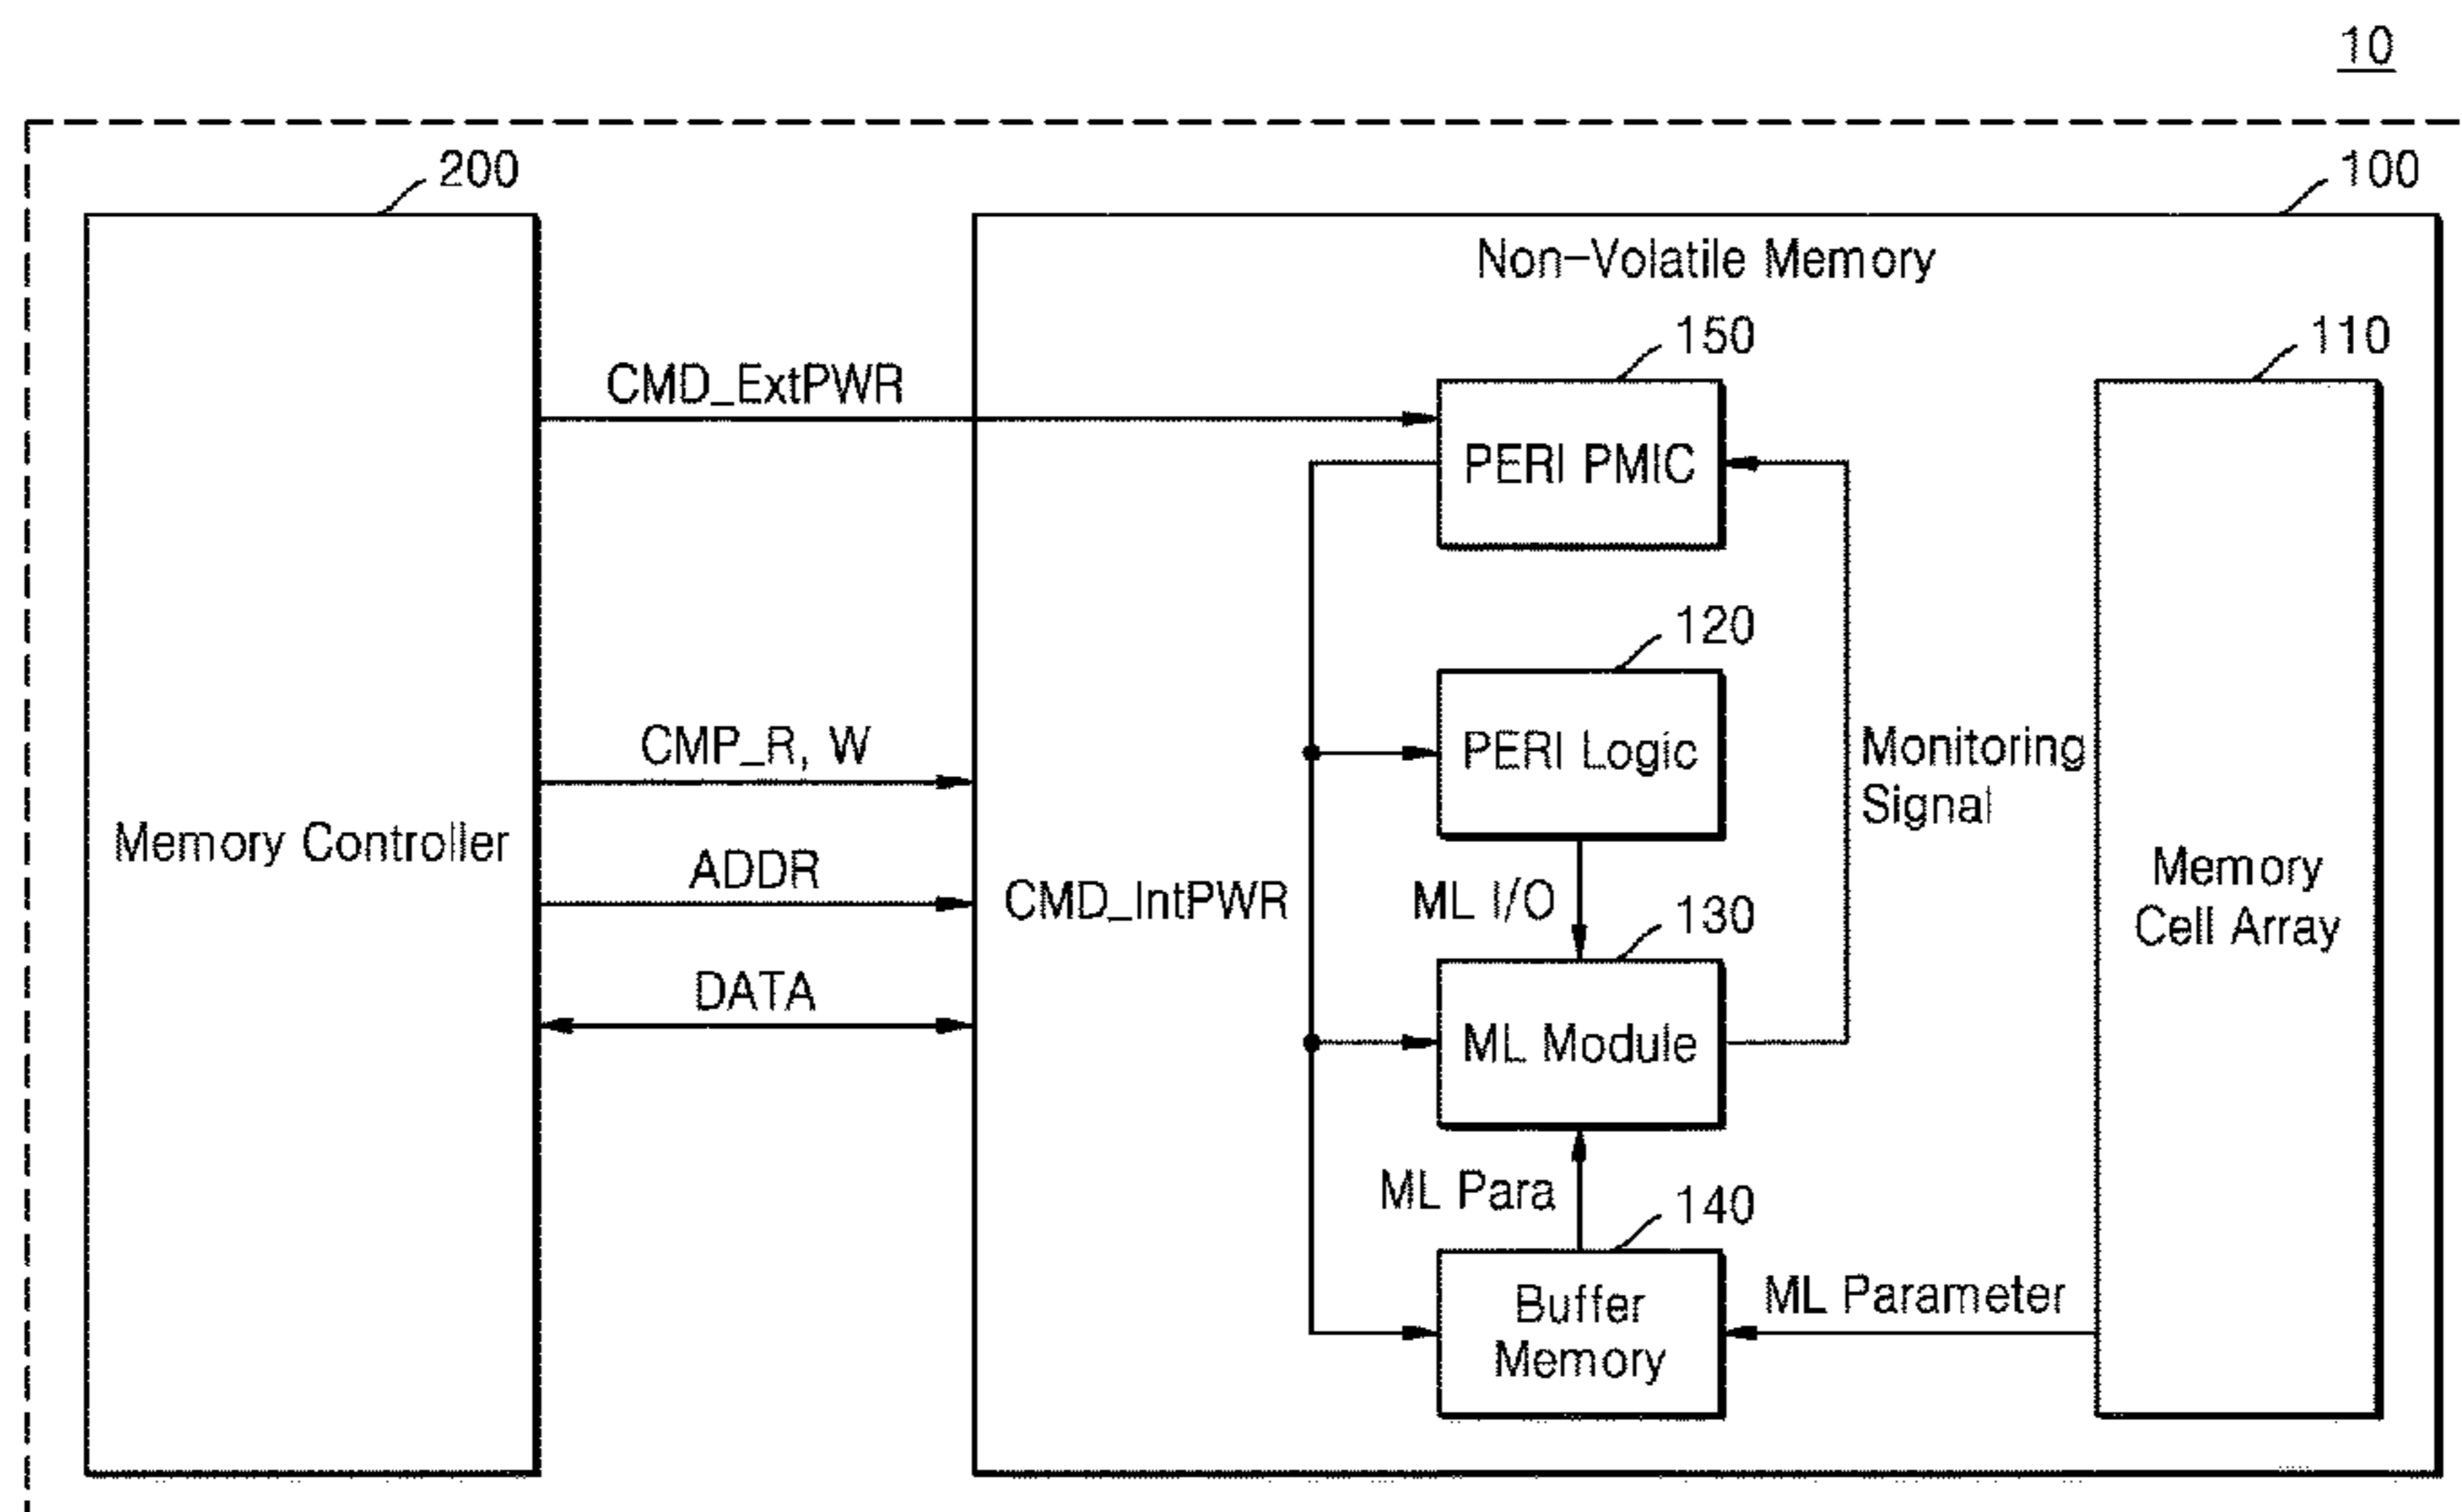 10
200
100
Non-Volatile Memory
150
110
CMD_ExtPWR
PERI PMIC
120
CMP_R, W
PERI Logic
Monitoring
Signal
Memory Controller
ADDR
CMD_IntPWR
ML I/O
130
Memory
Cell Array
DATA
ML Module
ML Para
140
Buffer
Memory
ML Parameter